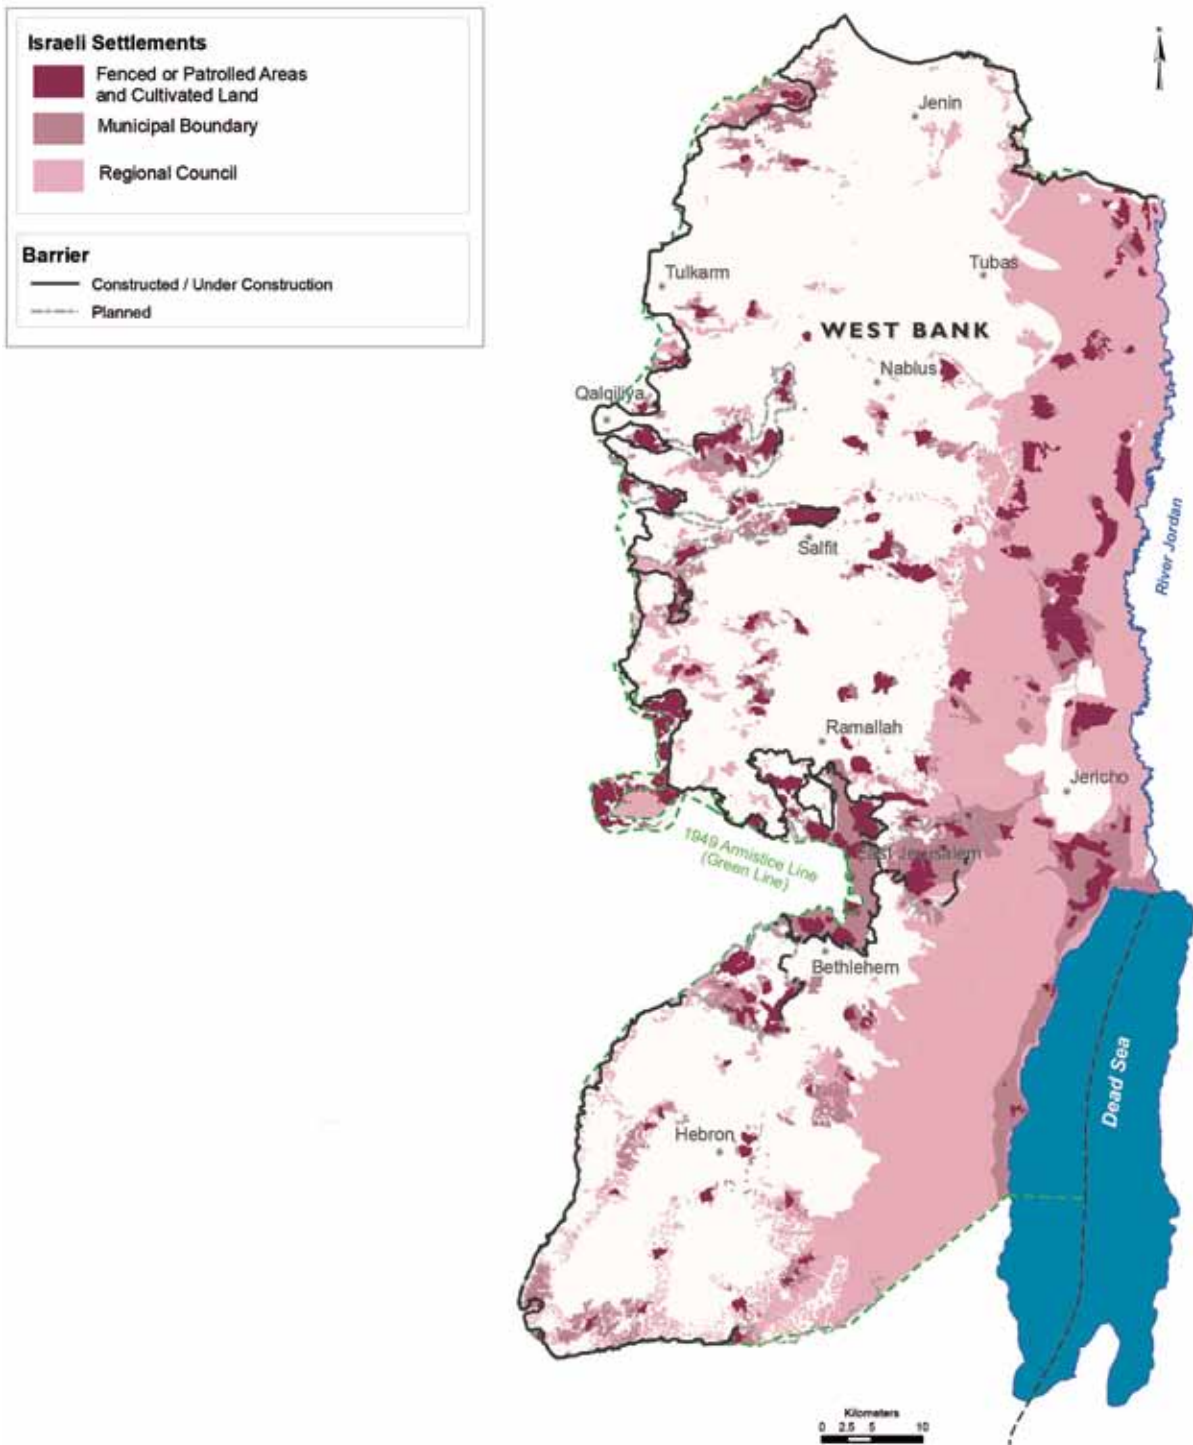 Israeli Settlements
Fenced or Patrolled Areas
and Cultivated Land
Municipal Boundary
Regional Council
Barrier
Constructed / Under Construction
Planned
Jenin
Tulkarm
Tubas
WEST BANK
Nablus
Qalqiliya
River Jordan
Salfit
Ramallah
Jericho
1949 Armistice Line
(Green Line)
East Jerusalem
Bethlehem
Dead Sea
Hebron
Kilometers
0 2.5 5 10